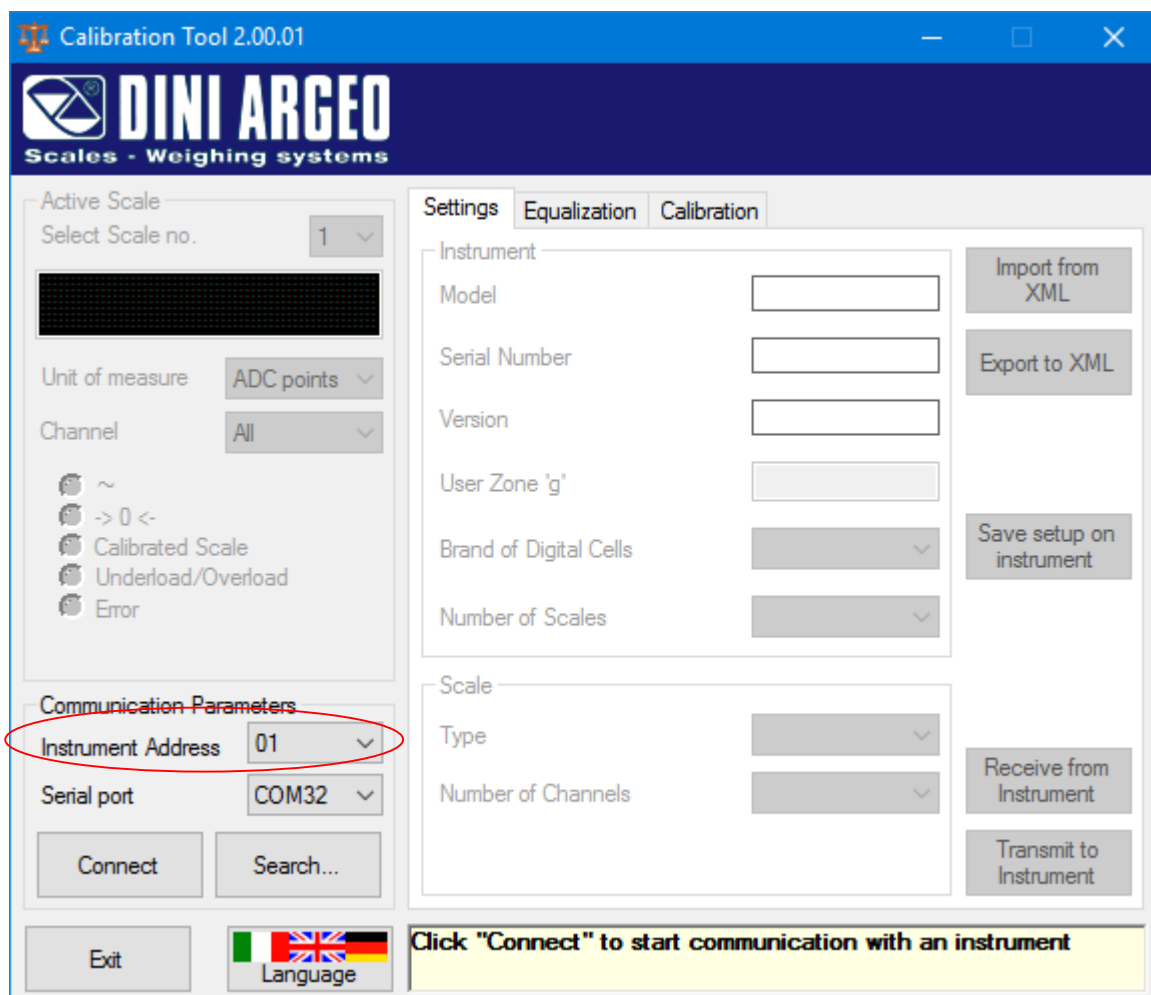 Calibration Tool 2.00.01
DINI ARGEO
®
Scales - Weighing systems
Active Scale
Select Scale no.
1
Unit of measure
ADC points
Channel
All
~
-> 0 <-
Calibrated Scale
Underload/Overload
Error
Communication Parameters
Instrument Address
01
Serial port
COM32
Connect
Search...
Exit
Language
Settings
Equalization
Calibration
Instrument
Model
Serial Number
Version
User Zone 'g'
Brand of Digital Cells
Number of Scales
Scale
Type
Number of Channels
Import from
XML
Export to XML
Save setup on
instrument
Receive from
Instrument
Transmit to
Instrument
Click "Connect" to start communication with an instrument